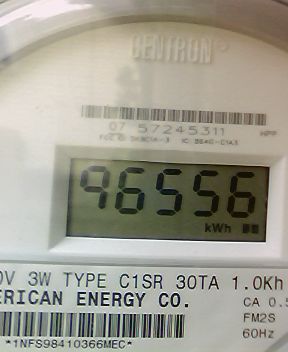 CENTRON
07 57245311
96556
kWh
0V 3W TYPE C1SR 30TA 1.0Kh
ERICAN ENERGY CO.
CA 0.5
FM2S
60Hz
*1NFS98410366MEC*